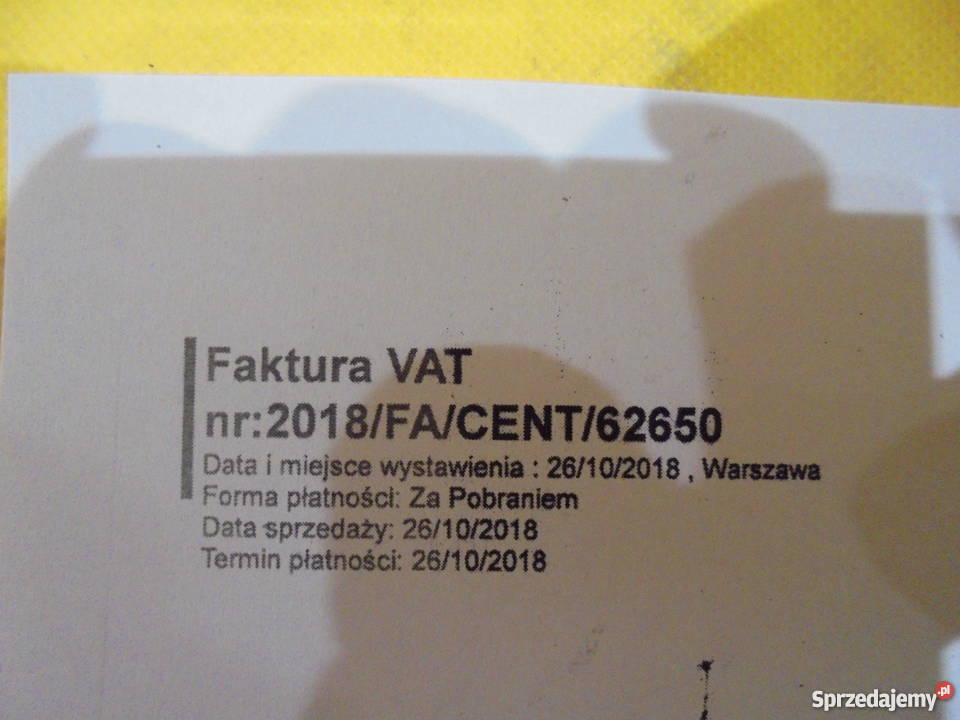 Faktura VAT
nr:2018/FA/CENT/62650
Data i miejsce wystawienia : 26/10/2018 , Warszawa
Forma płatności: Za Pobraniem
Data sprzedaży: 26/10/2018
Termin płatności: 26/10/2018
Sprzedajemy.pl